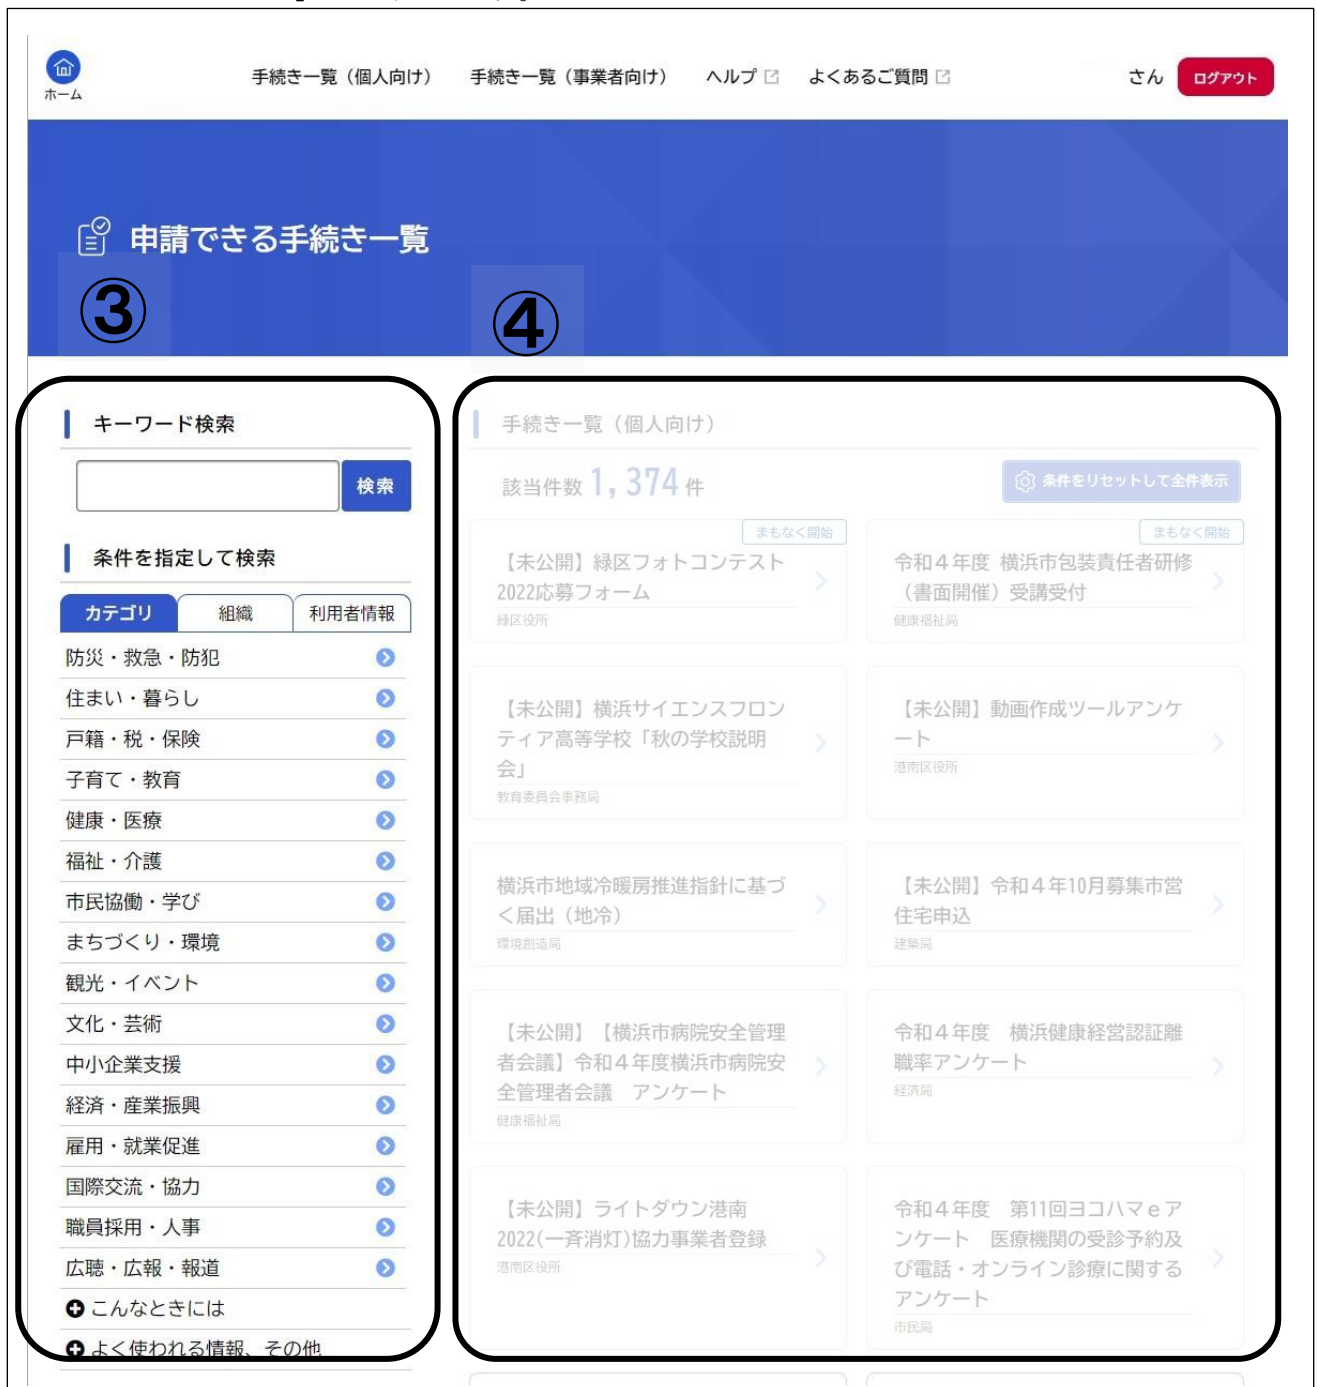 ホーム
手続き一覧（個人向け）
手続き一覧（事業者向け）
ヘルプ
よくあるご質問
さん
ログアウト
申請できる手続き一覧
③
④
キーワード検索
検索
条件を指定して検索
カテゴリ
組織
利用者情報
防災・救急・防犯
住まい・暮らし
戸籍・税・保険
子育て・教育
健康・医療
福祉・介護
市民協働・学び
まちづくり・環境
観光・イベント
文化・芸術
中小企業支援
経済・産業振興
雇用・就業促進
国際交流・協力
職員採用・人事
広聴・広報・報道
こんなときには
よく使われる情報、その他
手続き一覧（個人向け）
該当件数 1,374 件
条件をリセットして全件表示
まもなく開始
【未公開】緑区フォトコンテスト
2022応募フォーム
緑区役所
まもなく開始
令和４年度 横浜市包装責任者研修
（書面開催）受講受付
健康福祉局
【未公開】横浜サイエンスフロン
ティア高等学校「秋の学校説明
会」
教育委員会事務局
【未公開】動画作成ツールアンケ
ート
港南区役所
横浜市地域冷暖房推進指針に基づ
く届出（地冷）
環境創造局
【未公開】令和４年10月募集市営
住宅申込
建築局
【未公開】【横浜市病院安全管理
者会議】令和４年度横浜市病院安
全管理者会議　アンケート
健康福祉局
令和４年度　横浜健康経営認証離
職率アンケート
経済局
【未公開】ライトダウン港南
2022(一斉消灯)協力事業者登録
港南区役所
令和４年度　第11回ヨコハマｅア
ンケート　医療機関の受診予約及
び電話・オンライン診療に関する
アンケート
市民局